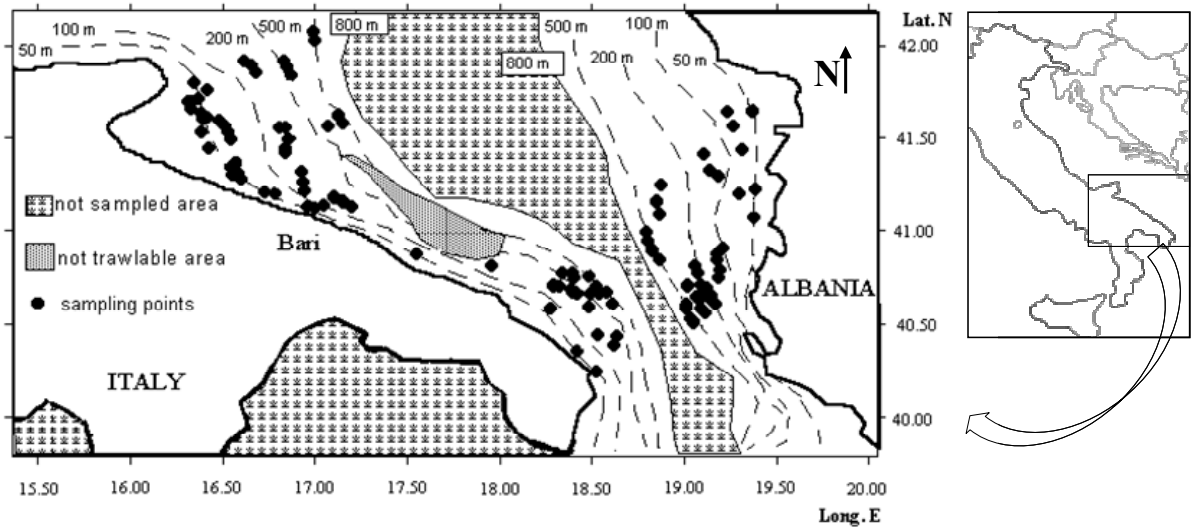 100 m
50 m
200 m
500 m
800 m
800 m
500 m
100 m
200 m
50 m
N
Lat. N
42.00
41.50
41.00
40.50
40.00
not sampled area
not trawlable area
sampling points
Bari
ITALY
ALBANIA
15.50 16.00 16.50 17.00 17.50 18.00 18.50 19.00 19.50 20.00
Long. E